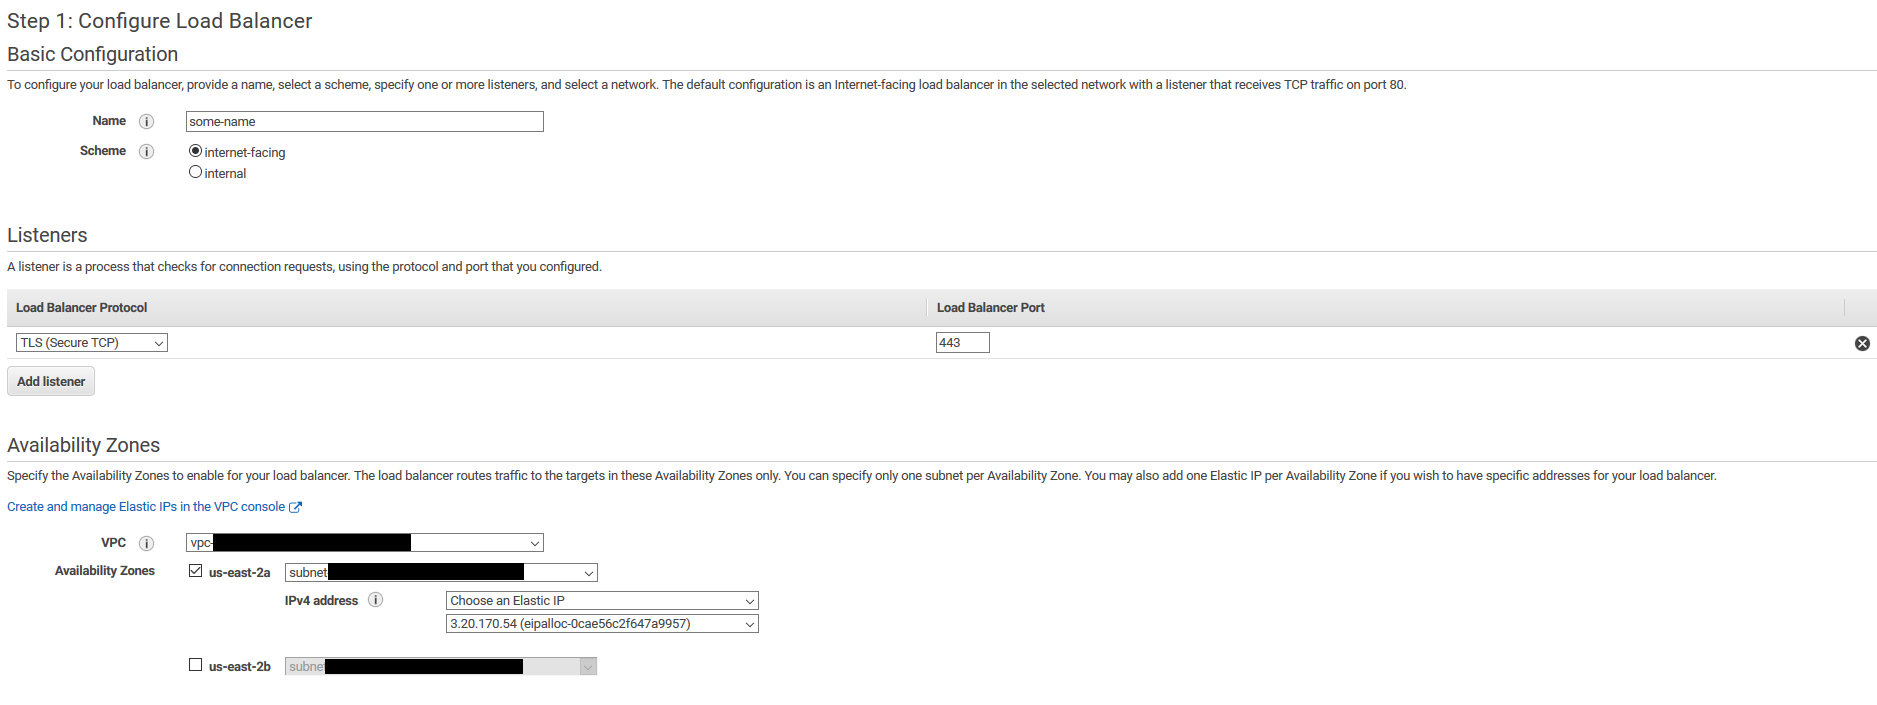 Step 1: Configure Load Balancer
Basic Configuration
To configure your load balancer, provide a name, select a scheme, specify one or more listeners, and select a network. The default configuration is an Internet-facing load balancer in the selected network with a listener that receives TCP traffic on port 80.
Name i some-name
Scheme i internet-facing
internal
Listeners
A listener is a process that checks for connection requests, using the protocol and port that you configured.
Load Balancer Protocol Load Balancer Port
TLS (Secure TCP) 443
Add listener
Availability Zones
Specify the Availability Zones to enable for your load balancer. The load balancer routes traffic to the targets in these Availability Zones only. You can specify only one subnet per Availability Zone. You may also add one Elastic IP per Availability Zone if you wish to have specific addresses for your load balancer.
Create and manage Elastic IPs in the VPC console
VPC i vpc-
Availability Zones us-east-2a subnet
IPv4 address i Choose an Elastic IP
3.20.170.54 (eipalloc-0cae56c2f647a9957)
us-east-2b subnet